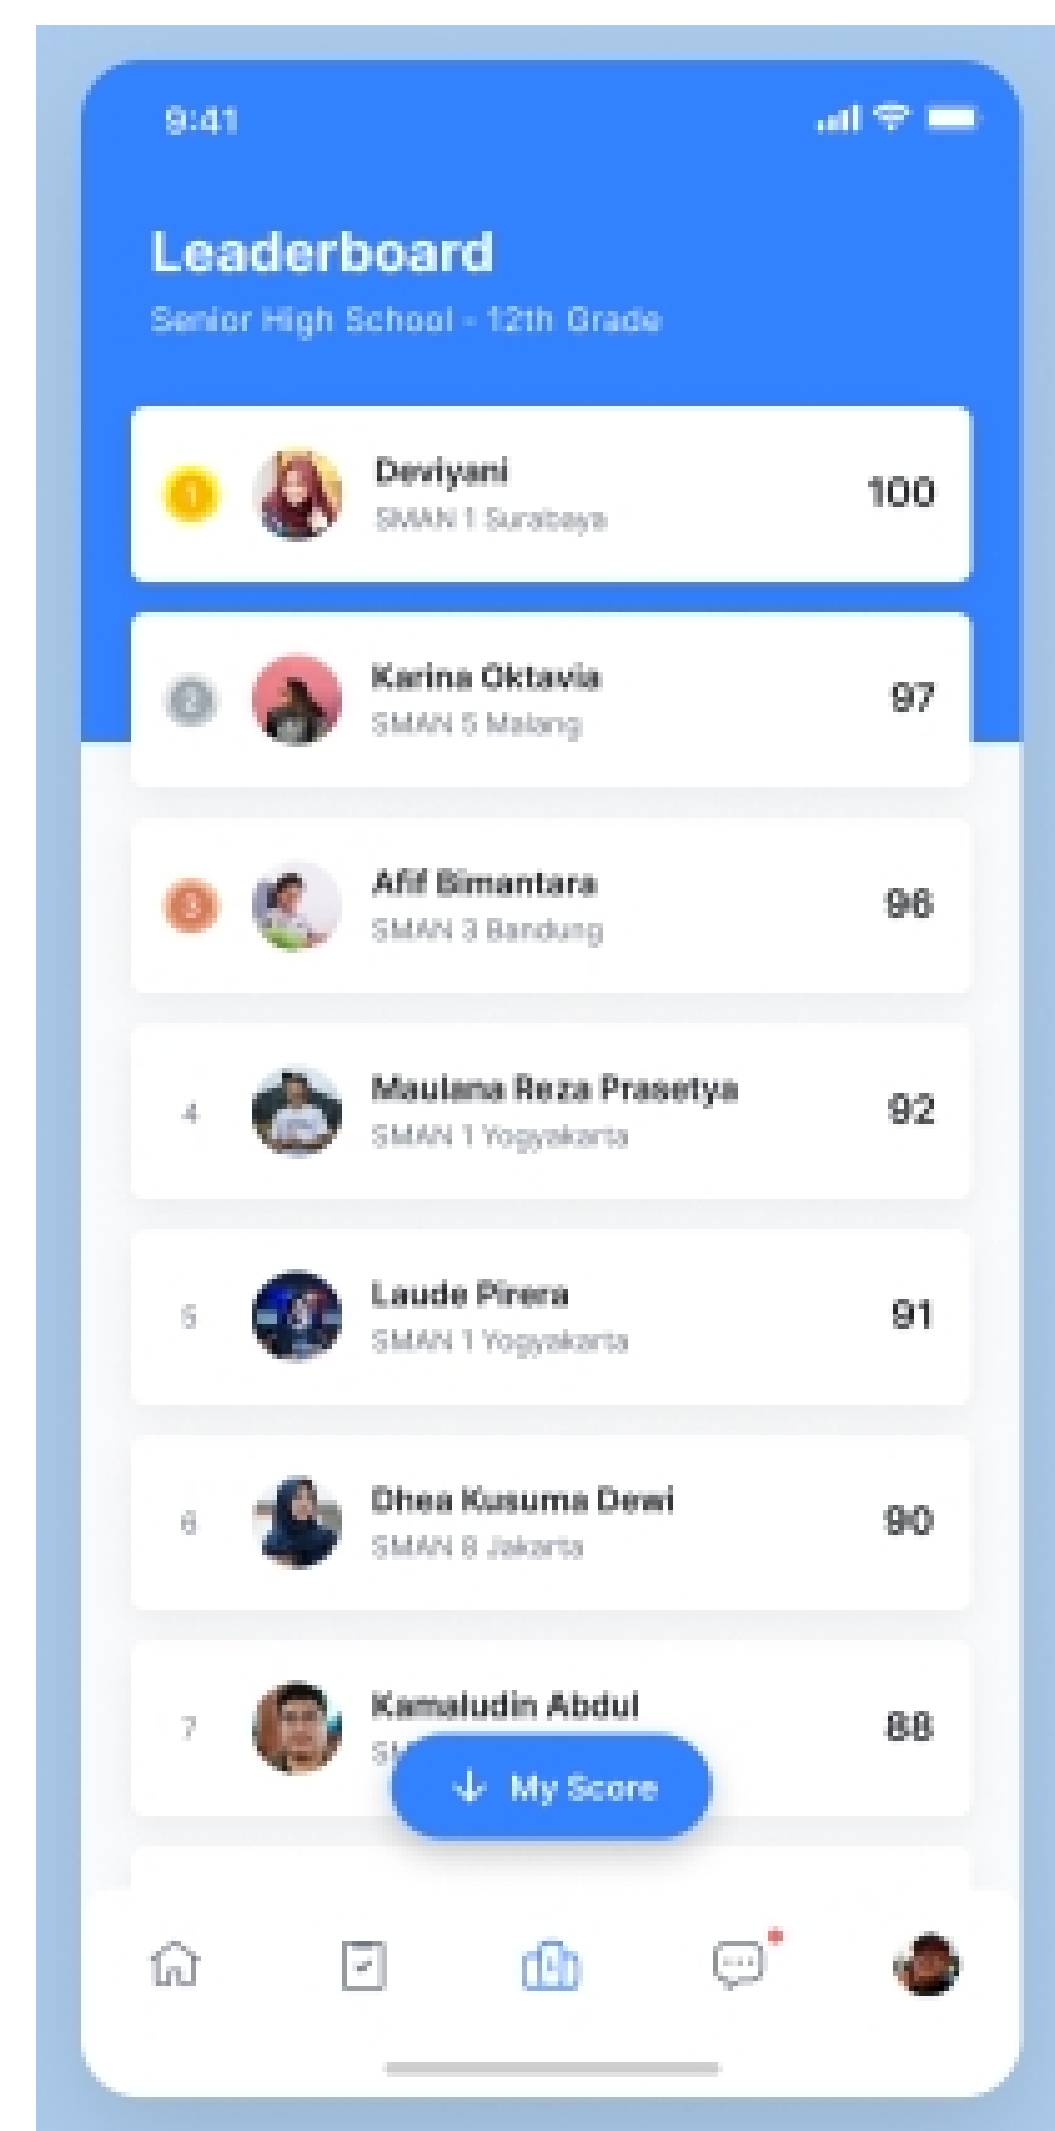 9:41
Leaderboard
Senior High School - 12th Grade
1
Deviyani
100
SMAN 1 Surabaya
2
Karina Oktavia
97
SMAN 5 Malang
3
Afif Bimantara
96
SMAN 3 Bandung
4
Maulana Reza Prasetya
92
SMAN 1 Yogyakarta
5
Laude Pirera
91
SMAN 1 Yogyakarta
6
Dhea Kusuma Dewi
90
SMAN 8 Jakarta
7
Kamaludin Abdul
88
My Score